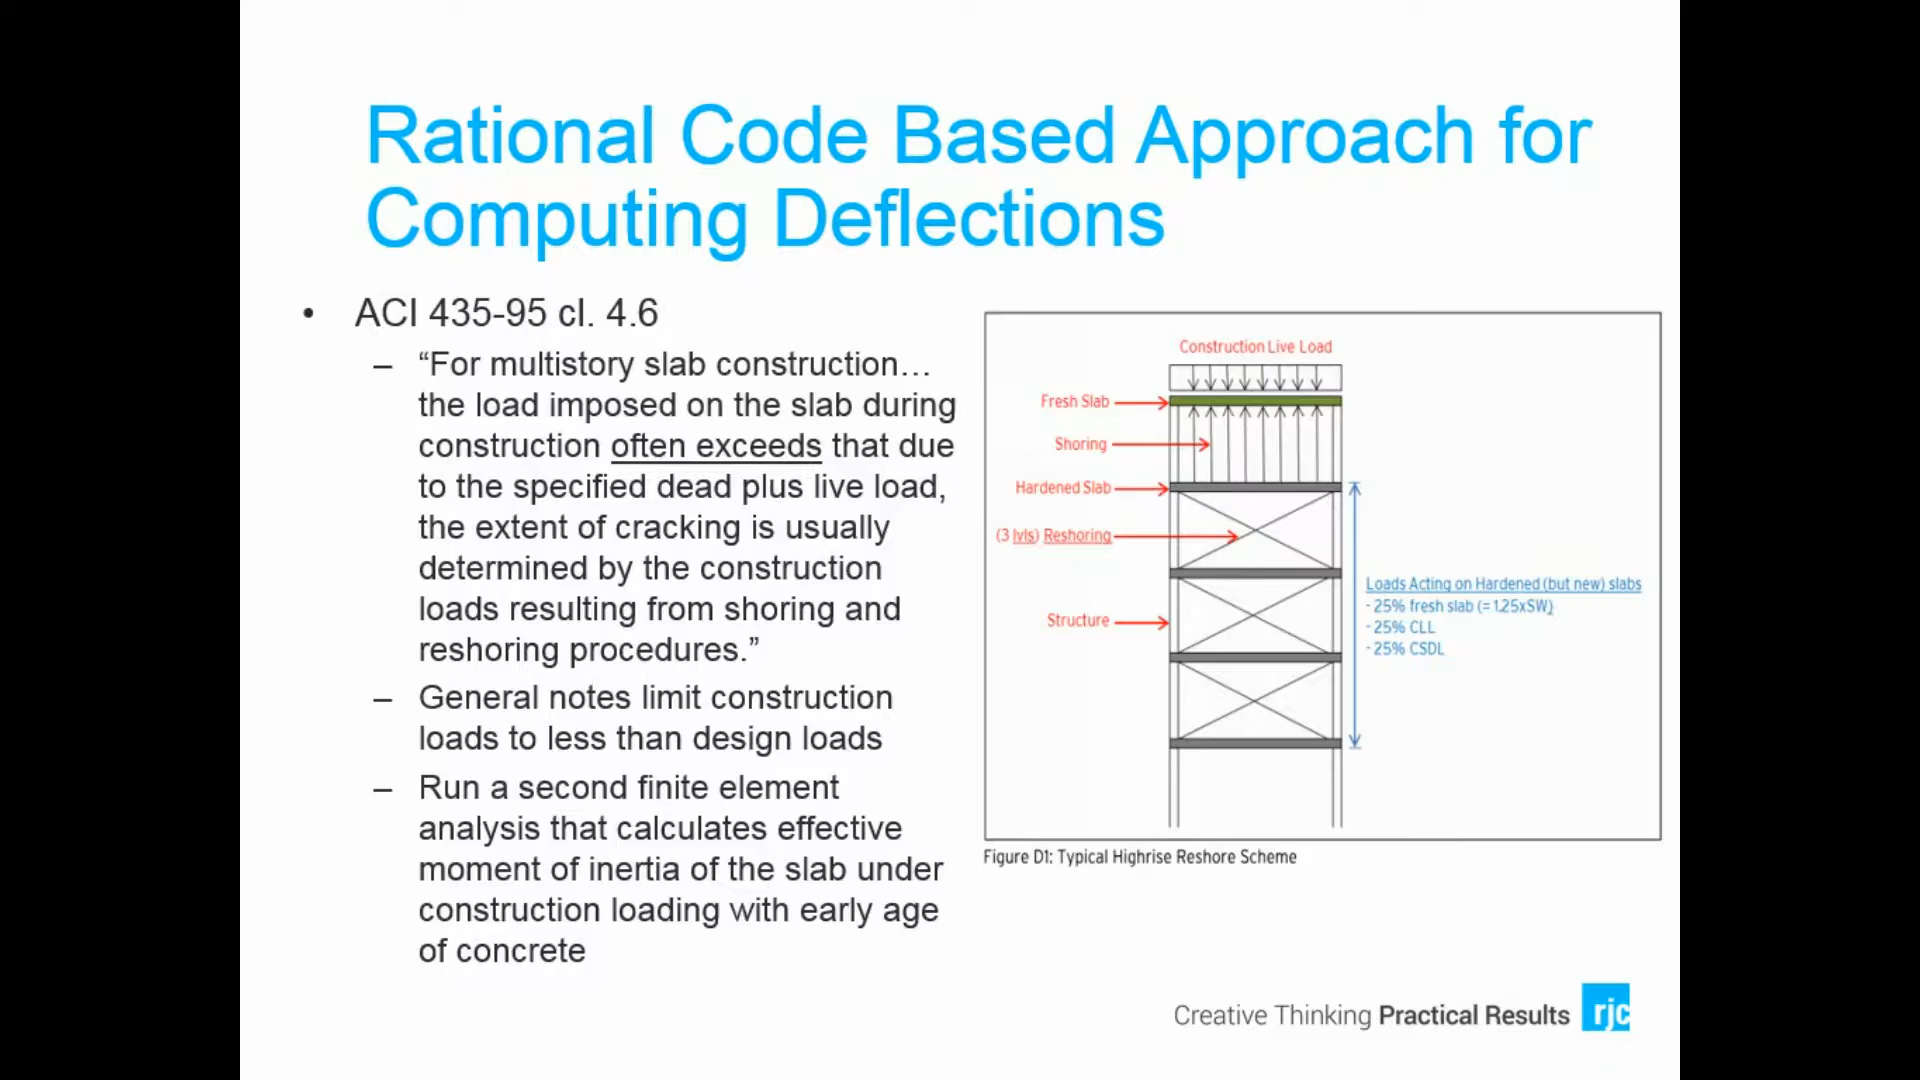 Rational Code Based Approach for
Computing Deflections
• ACI 435-95 cl. 4.6
– “For multistory slab construction…
the load imposed on the slab during
construction often exceeds that due
to the specified dead plus live load,
the extent of cracking is usually
determined by the construction
loads resulting from shoring and
reshoring procedures.”
– General notes limit construction
loads to less than design loads
– Run a second finite element
analysis that calculates effective
moment of inertia of the slab under
construction loading with early age
of concrete
Construction Live Load
Fresh Slab
Shoring
Hardened Slab
(3 lvls) Reshoring
Structure
Loads Acting on Hardened (but new) slabs
- 25% fresh slab (= 1.25xSW)
- 25% CLL
- 25% CSDL
Figure D1: Typical Highrise Reshore Scheme
Creative Thinking Practical Results
rjc